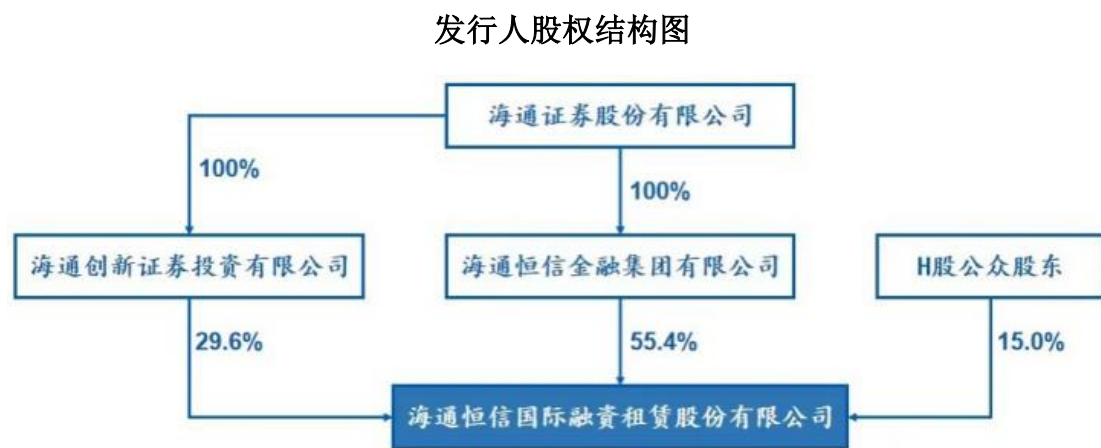 发行人股权结构图
海通证券股份有限公司
100%
100%
海通创新证券投资有限公司
海通恒信金融集团有限公司
H股公众股东
29.6%
55.4%
15.0%
海通恒信国际融资租赁股份有限公司